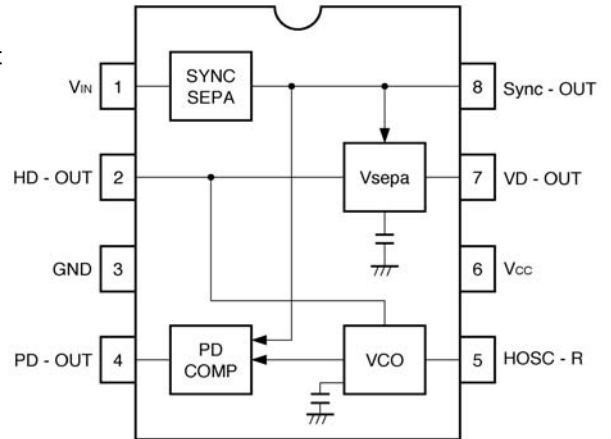 VIN 1
SYNC
SEPA
8 Sync - OUT
HD - OUT 2
Vsepa
7 VD - OUT
GND 3
6 Vcc
PD - OUT 4
PD
COMP
VCO
5 HOSC - R